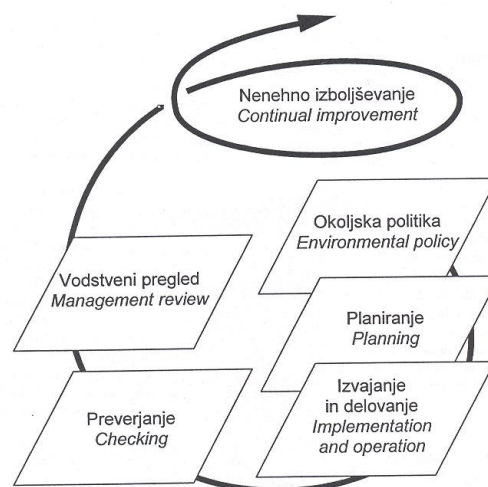 Nenehno izboljševanje
Continual improvement
Okoljska politika
Environmental policy
Vodstveni pregled
Management review
Planiranje
Planning
Izvajanje
in delovanje
Implementation
and operation
Preverjanje
Checking